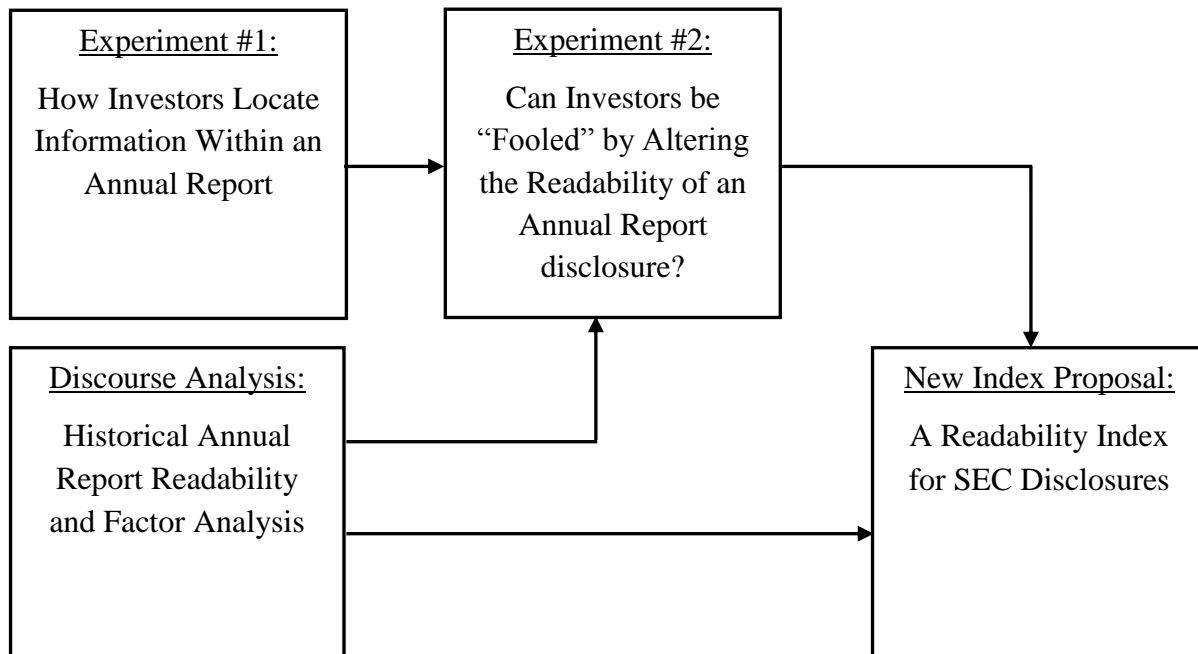 Experiment #1:
How Investors Locate
Information Within an
Annual Report
Experiment #2:
Can Investors be
“Fooled” by Altering
the Readability of an
Annual Report
disclosure?
Discourse Analysis:
Historical Annual
Report Readability
and Factor Analysis
New Index Proposal:
A Readability Index
for SEC Disclosures